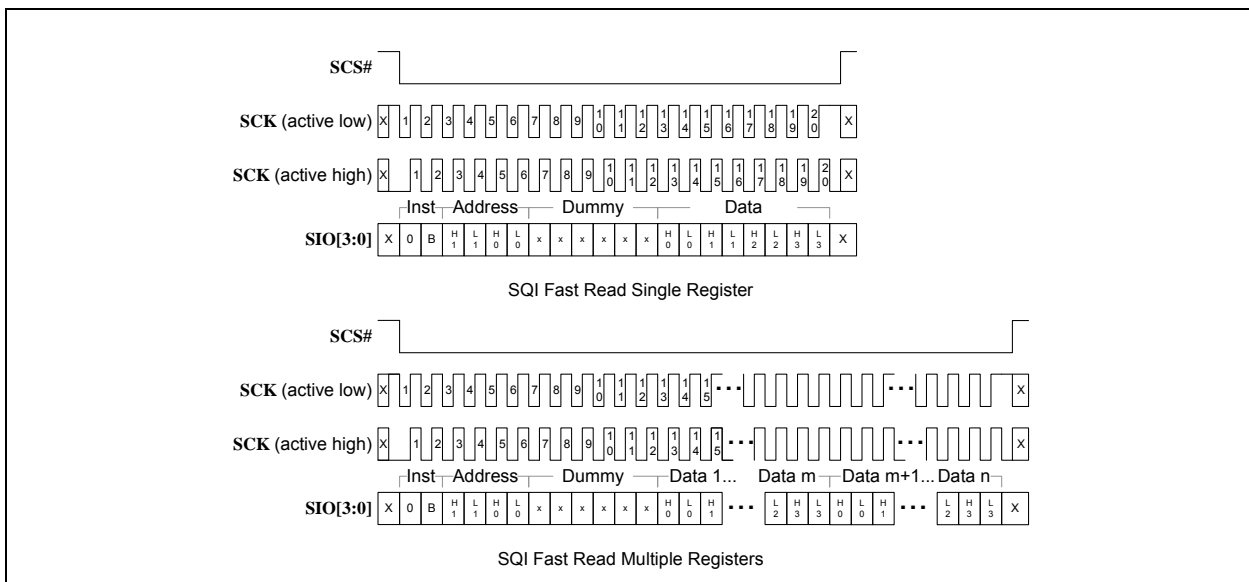 SCS#
SCK (active low) X 1 2 3 4 5 6 7 8 9 10 11 12 13 14 15 16 17 18 19 20 X
SCK (active high) X 1 2 3 4 5 6 7 8 9 10 11 12 13 14 15 16 17 18 19 20 X
Inst Address Dummy Data
SIO[3:0] X 0 B H1 L1 H0 L0 x x x x x x H0 L0 H1 L1 H2 L2 H3 L3 X
SQI Fast Read Single Register
SCS#
SCK (active low) X 1 2 3 4 5 6 7 8 9 10 11 12 13 14 15 ... ... X
SCK (active high) X 1 2 3 4 5 6 7 8 9 10 11 12 13 14 15 ... ... X
Inst Address Dummy Data 1... Data m Data m+1... Data n
SIO[3:0] X 0 B H1 L1 H0 L0 x x x x x x H0 L0 H1 ... L2 H3 L3 H0 L0 H1 ... L2 H3 L3 X
SQI Fast Read Multiple Registers